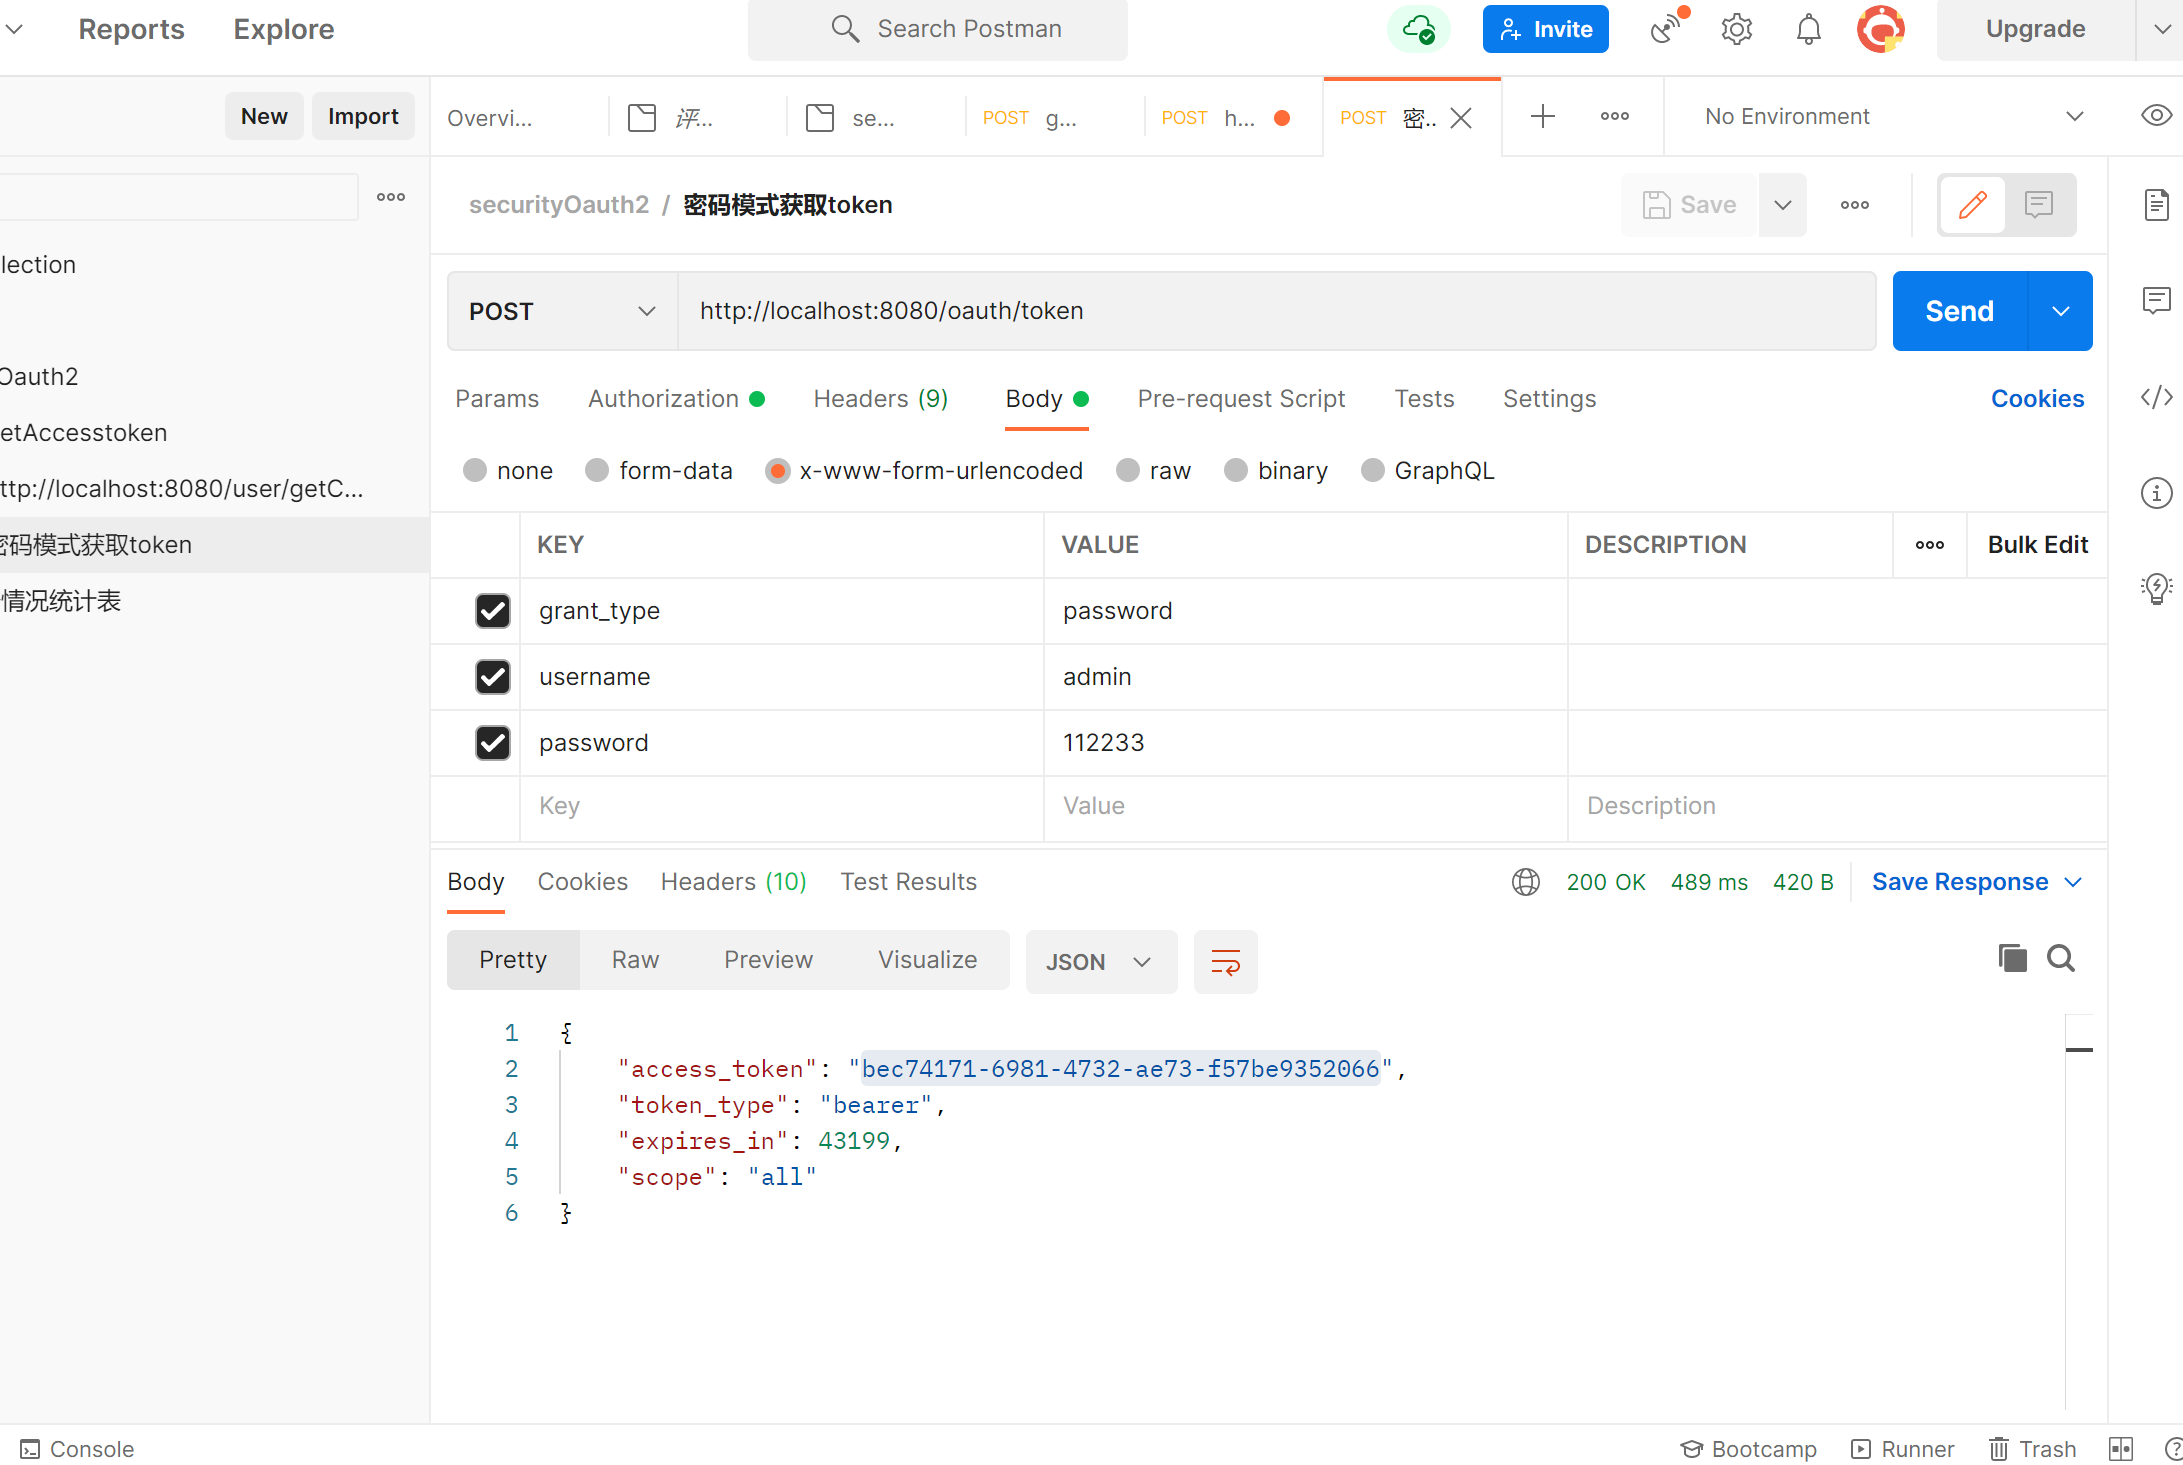 Reports Explore Search Postman Invite Upgrade
New Import Overvi... 评... se... POST g... POST h... POST 密.. No Environment
securityOauth2 / 密码模式获取token Save
lection
POST http://localhost:8080/oauth/token Send
Oauth2
Params Authorization Headers (9) Body Pre-request Script Tests Settings Cookies
etAccesstoken
none form-data x-www-form-urlencoded raw binary GraphQL
ttp://localhost:8080/user/getC...
密码模式获取token
KEY VALUE DESCRIPTION Bulk Edit
情况统计表
grant_type password
username admin
password 112233
Key Value Description
Body Cookies Headers (10) Test Results 200 OK 489 ms 420 B Save Response
Pretty Raw Preview Visualize JSON
1 {
2 "access_token": "bec74171-6981-4732-ae73-f57be9352066",
3 "token_type": "bearer",
4 "expires_in": 43199,
5 "scope": "all"
6 }
Console Bootcamp Runner Trash